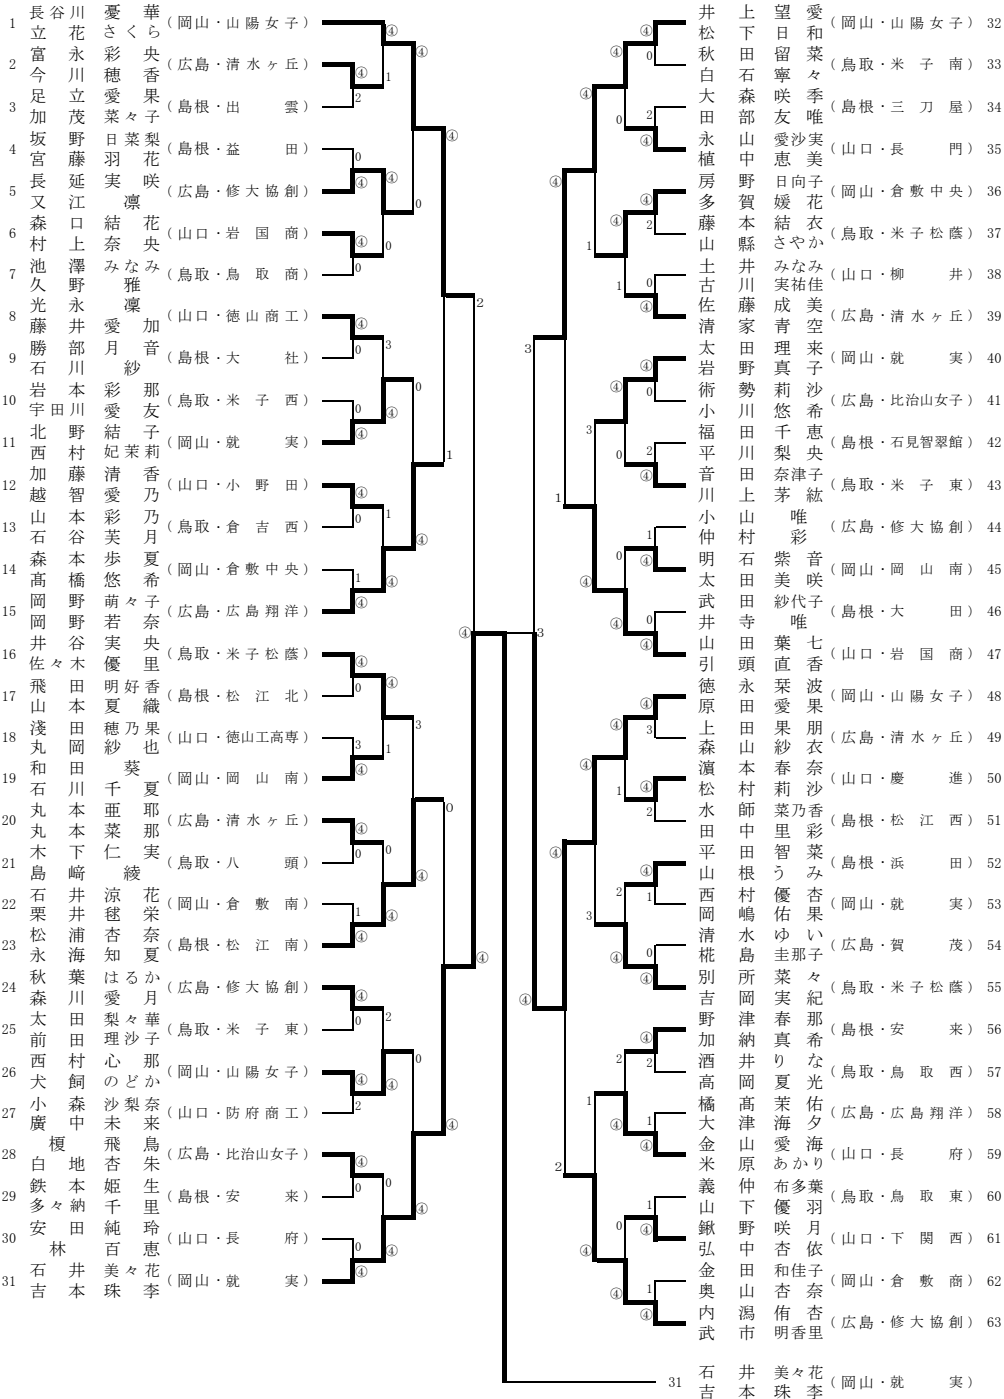 1 長谷川 憂 華 立 花 さくら (岡山・山陽女子)
2 富 永 彩 央 今 川 穂 香 (広島・清水ヶ丘)
3 足 立 愛 果 加 茂 菜々子 (島根・出 雲)
4 坂 野 日菜梨 宮 藤 羽 花 (島根・益 田)
5 長 延 実 咲 又 江 凛 (広島・修大協創)
6 森 口 結 花 村 上 奈 央 (山口・岩国商)
7 池 澤 みなみ 久 野 雅 (鳥取・鳥取商)
8 光 永 凜 藤 井 愛 加 (山口・徳山商工)
9 勝 部 月 音 石 川 紗 (島根・大 社)
10 岩 本 彩 那 宇田川 愛 友 (鳥取・米子西)
11 北 野 結 子 西 村 妃茉莉 (岡山・就 実)
12 加 藤 清 香 越 智 愛 乃 (山口・小野田)
13 山 本 彩 乃 石 谷 芙 月 (鳥取・倉吉西)
14 森 本 歩 夏 髙 橋 悠 希 (岡山・倉敷中央)
15 岡 野 萌々子 岡 野 若 奈 (広島・広島翔洋)
16 井 谷 実 央 佐々木 優 里 (鳥取・米子松蔭)
17 飛 田 明好香 山 本 夏 織 (島根・松江北)
18 淺 田 穂乃果 丸 岡 紗 也 (山口・徳山工高専)
19 和 田 葵 石 川 千 夏 (岡山・岡山南)
20 丸 本 亜 耶 丸 本 菜 那 (広島・清水ヶ丘)
21 木 下 仁 実 島 﨑 綾 (鳥取・八 頭)
22 石 井 涼 花 栗 井 毬 栄 (岡山・倉敷南)
23 松 浦 杏 奈 永 海 知 夏 (島根・松江南)
24 秋 葉 はるか 森 川 愛 月 (広島・修大協創)
25 太 田 梨々華 前 田 理沙子 (鳥取・米子東)
26 西 村 心 那 犬 飼 のどか (岡山・山陽女子)
27 小 森 沙梨奈 廣 中 未 来 (山口・防府商工)
28 榎 飛 鳥 白 地 杏 朱 (広島・比治山女子)
29 鉄 本 姫 生 多々納 千 里 (島根・安 来)
30 安 田 純 玲 林 百 恵 (山口・長 府)
31 石 井 美々花 吉 本 珠 李 (岡山・就 実)
井 上 望 愛 松 下 日 和 (岡山・山陽女子) 32
秋 田 留 菜 白 石 寧 々 (鳥取・米子南) 33
大 森 咲 季 田 部 友 唯 (島根・三刀屋) 34
永 山 愛沙実 植 中 恵 美 (山口・長 門) 35
房 野 日向子 多 賀 媛 花 (岡山・倉敷中央) 36
藤 本 結 衣 山 縣 さやか (鳥取・米子松蔭) 37
土 井 みなみ 古 川 実祐佳 (山口・柳 井) 38
佐 藤 成 美 清 家 青 空 (広島・清水ヶ丘) 39
太 田 理 来 岩 野 真 子 (岡山・就 実) 40
術 勢 莉 沙 小 川 悠 希 (広島・比治山女子) 41
福 田 千 恵 平 川 梨 央 (島根・石見智翠館) 42
音 田 奈津子 川 上 茅 紘 (鳥取・米子東) 43
小 山 唯 仲 村 彩 (広島・修大協創) 44
明 石 紫 音 太 田 美 咲 (岡山・岡山南) 45
武 田 紗代子 井 寺 唯 (島根・大 田) 46
山 田 葉 七 引 頭 直 香 (山口・岩国商) 47
徳 永 栞 波 原 田 愛 果 (岡山・山陽女子) 48
上 田 果 朋 森 山 紗 衣 (広島・清水ヶ丘) 49
濵 本 春 奈 松 村 莉 沙 (山口・慶 進) 50
水 師 菜乃香 田 中 里 彩 (島根・松江西) 51
平 田 智 菜 山 根 う み (島根・浜 田) 52
西 村 優 杏 岡 嶋 佑 果 (岡山・就 実) 53
清 水 ゆ い 椛 島 圭那子 (広島・賀 茂) 54
別 所 菜 々 吉 岡 実 紀 (鳥取・米子松蔭) 55
野 津 春 那 加 納 真 希 (島根・安 来) 56
酒 井 り な 高 岡 夏 光 (鳥取・鳥取西) 57
橘 髙 茉 佑 大 津 海 夕 (広島・広島翔洋) 58
金 山 愛 海 米 原 あかり (山口・長 府) 59
義 仲 布多葉 山 下 優 羽 (鳥取・鳥取東) 60
鍬 野 咲 月 弘 中 杏 依 (山口・下関西) 61
金 田 和佳子 奥 山 杏 奈 (岡山・倉敷商) 62
内 潟 侑 杏 武 市 明香里 (広島・修大協創) 63
31 石 井 美々花 吉 本 珠 李 (岡山・就 実)